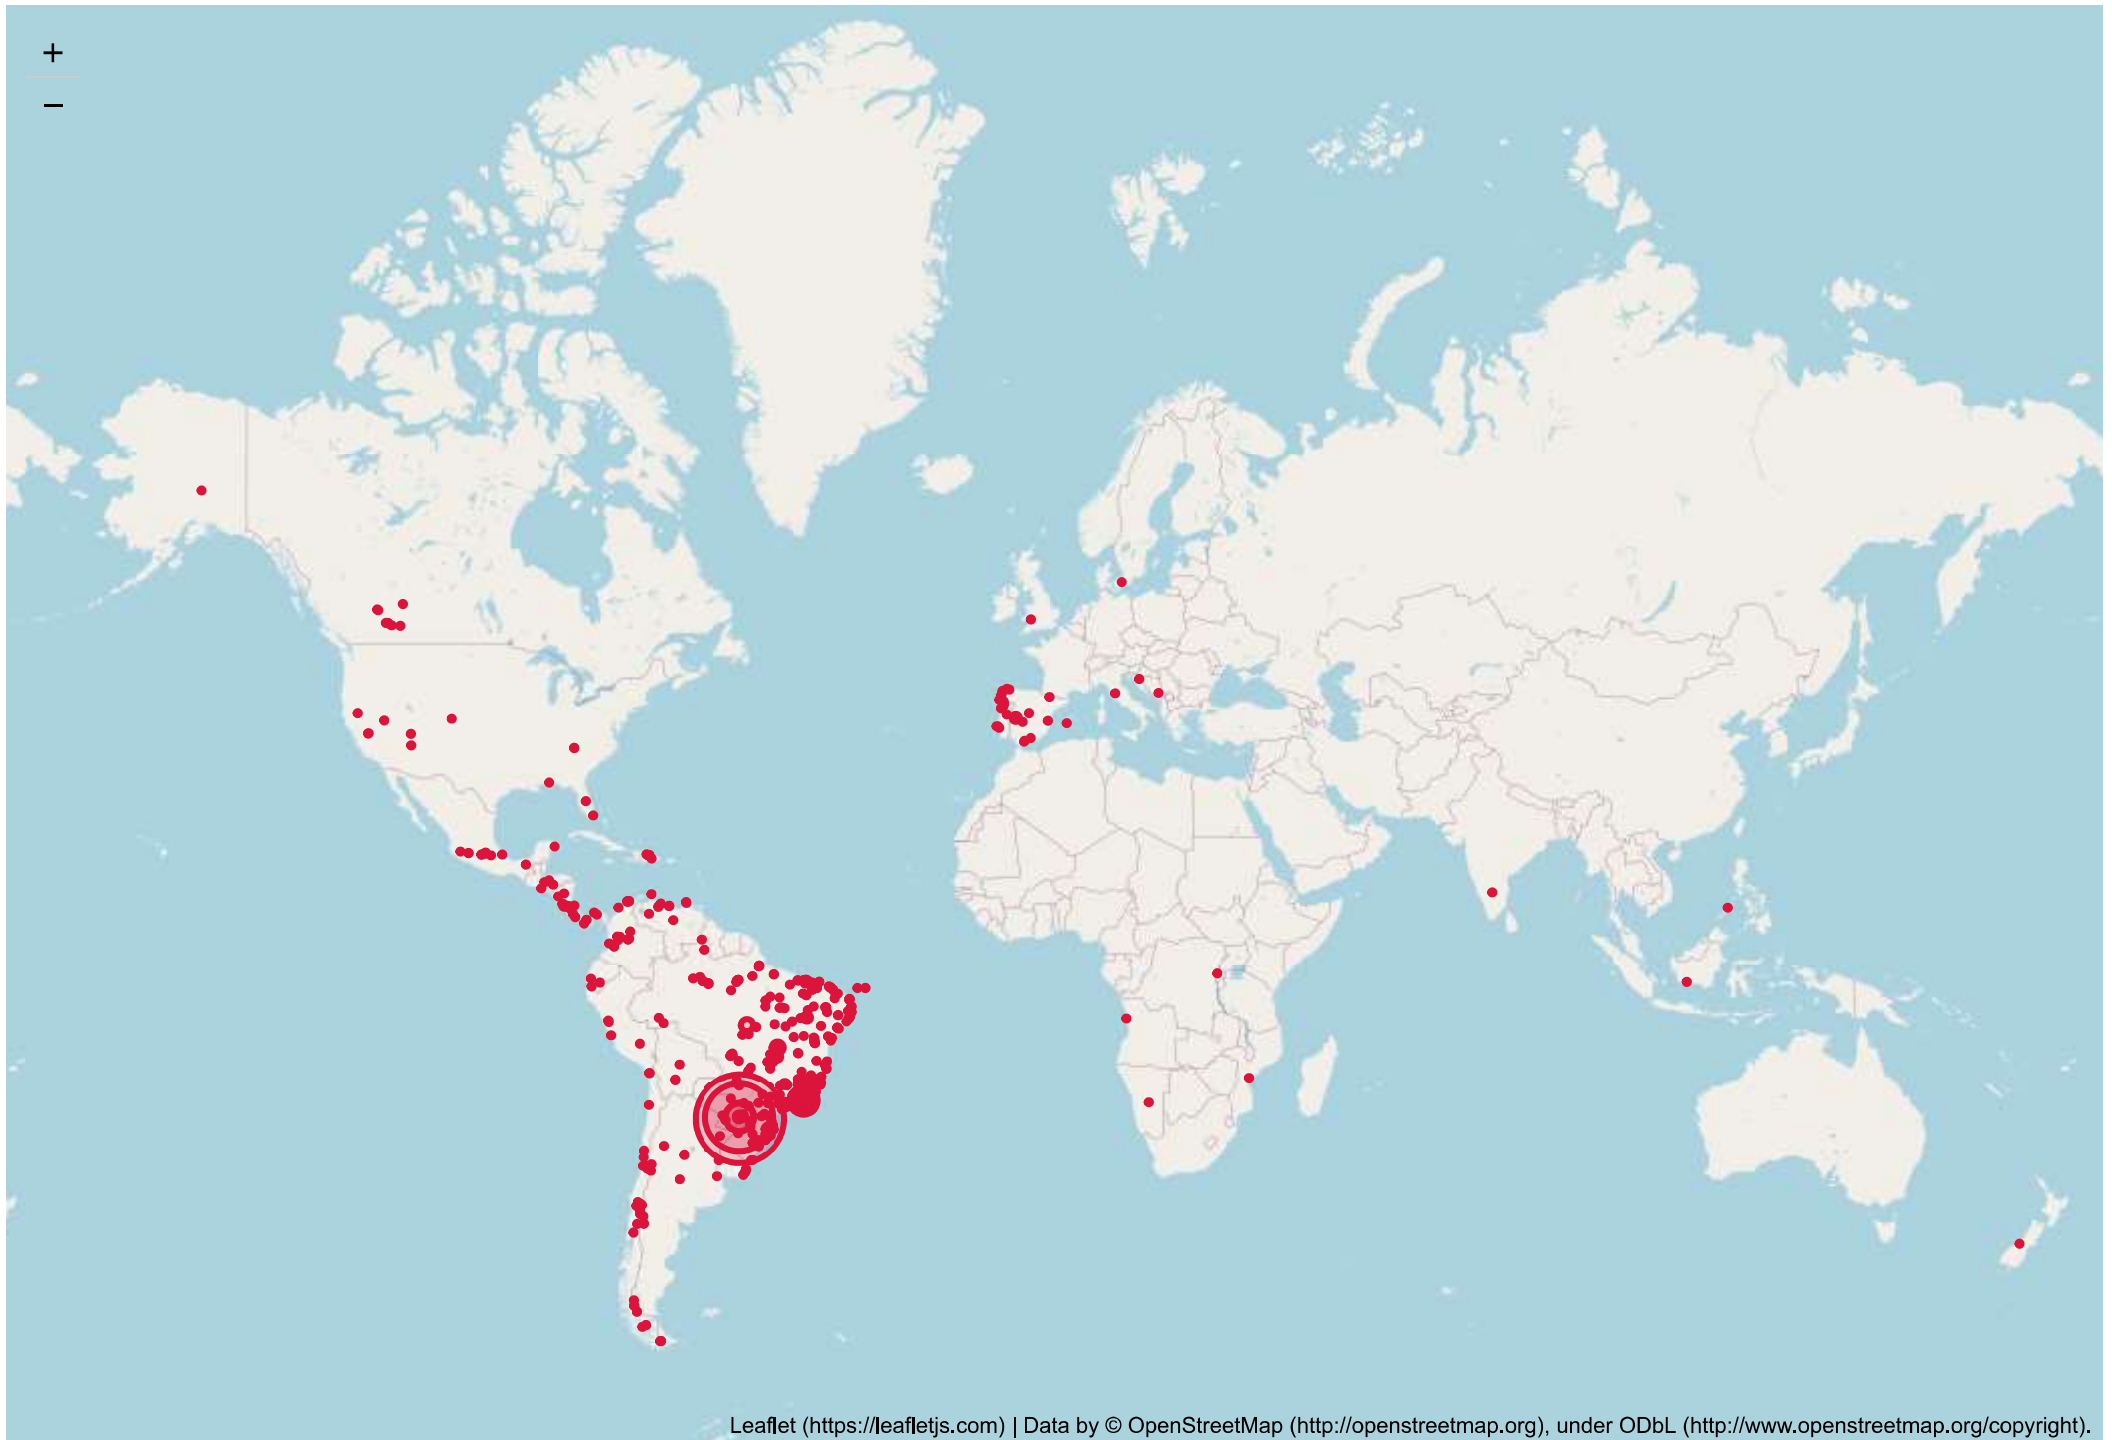 +
−
Leaflet (https://leafletjs.com) | Data by © OpenStreetMap (http://openstreetmap.org), under ODbL (http://www.openstreetmap.org/copyright).